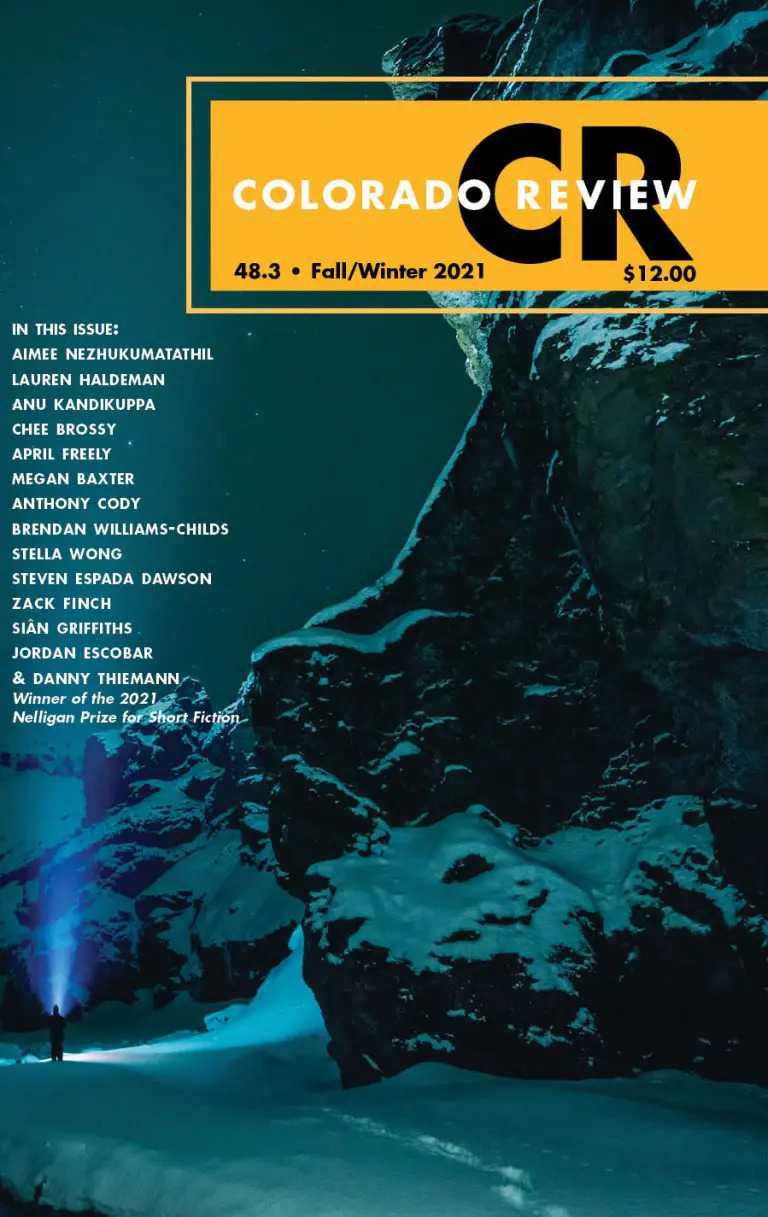 CR
COLORADO REVIEW
48.3 • Fall/Winter 2021
$12.00
IN THIS ISSUE:
AIMEE NEZHUKUMATATHIL
LAUREN HALDEMAN
ANU KANDIKUPPA
CHEE BROSSY
APRIL FREELY
MEGAN BAXTER
ANTHONY CODY
BRENDAN WILLIAMS-CHILDS
STELLA WONG
STEVEN ESPADA DAWSON
ZACK FINCH
SIÂN GRIFFITHS
JORDAN ESCOBAR
& DANNY THIEMANN
Winner of the 2021
Nelligan Prize for Short Fiction